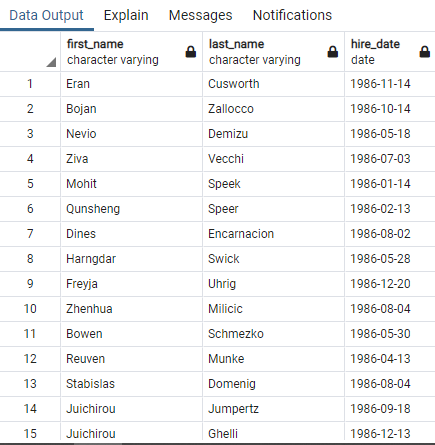 Data Output Explain Messages Notifications
first_name last_name hire_date
character varying character varying date
1 Eran Cusworth 1986-11-14
2 Bojan Zallocco 1986-10-14
3 Nevio Demizu 1986-05-18
4 Ziva Vecchi 1986-07-03
5 Mohit Speek 1986-01-14
6 Qunsheng Speer 1986-02-13
7 Dines Encarnacion 1986-08-02
8 Harngdar Swick 1986-05-28
9 Freyja Uhrig 1986-12-20
10 Zhenhua Milicic 1986-08-04
11 Bowen Schmezko 1986-05-30
12 Reuven Munke 1986-04-13
13 Stabislas Domenig 1986-08-04
14 Juichirou Jumpertz 1986-09-18
15 Juichirou Ghelli 1986-12-13